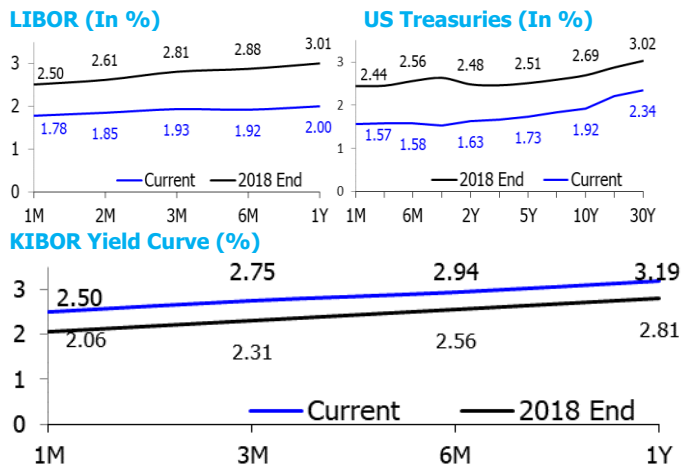 LIBOR (In %)
3
2
1
0
2.50 2.61 2.81 2.88 3.01
1.78 1.85 1.93 1.92 2.00
Current 2018 End
1M 2M 3M 6M 1Y
US Treasuries (In %)
3
2
1
0
2.44 2.56 2.48 2.51 2.69 3.02
1.57 1.58 1.63 1.73 1.92 2.34
2018 End Current
1M 6M 2Y 5Y 10Y 30Y
KIBOR Yield Curve (%)
3
2
1
0
2.50 2.75 2.94 3.19
2.06 2.31 2.56 2.81
Current 2018 End
1M 3M 6M 1Y